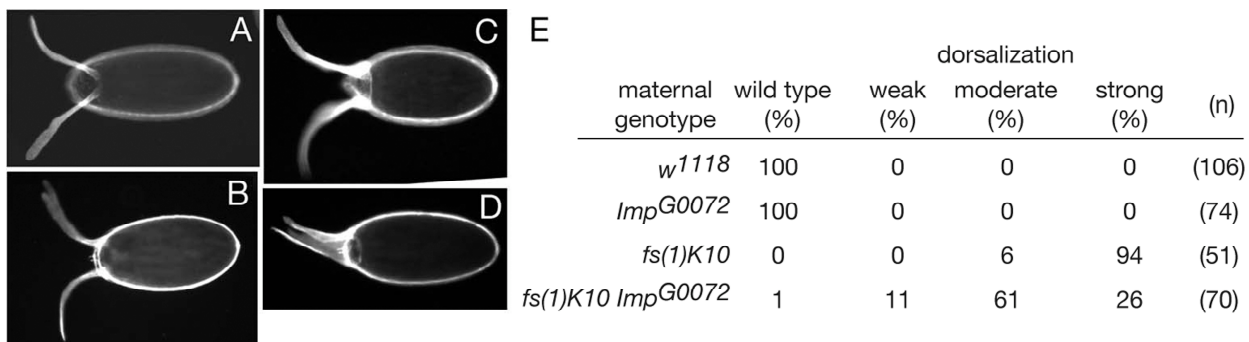 A
B
C
D
E
dorsalization
maternal genotype wild type (%) weak (%) moderate (%) strong (%) (n)
w1118 100 0 0 0 (106)
ImpG0072 100 0 0 0 (74)
fs(1)K10 0 0 6 94 (51)
fs(1)K10 ImpG0072 1 11 61 26 (70)